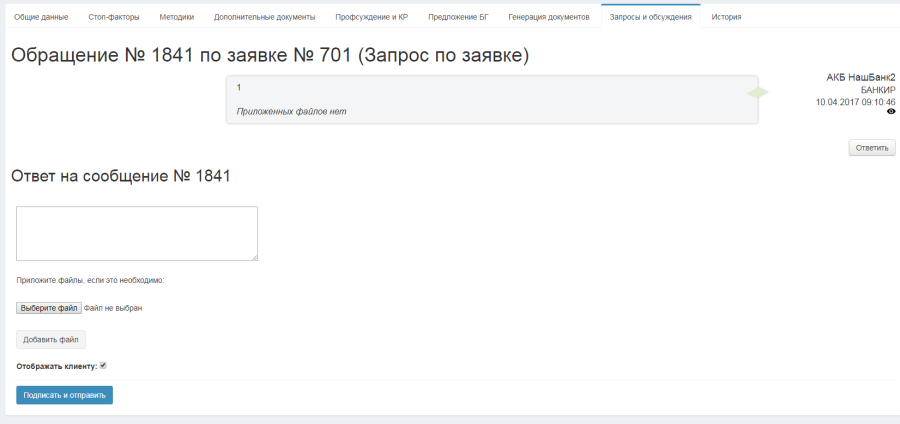 Общие данные Стоп-факторы Методики Дополнительные документы Профсуждение и КР Предложение БГ Генерация документов Запросы и обсуждения История
Обращение № 1841 по заявке № 701 (Запрос по заявке)
1
Приложенных файлов нет
АКБ НашБанк2
БАНКИР
10.04.2017 09:10:46
Ответить
Ответ на сообщение № 1841
Приложите файлы, если это необходимо:
Выберите файл Файл не выбран
Добавить файл
Отображать клиенту:
Подписать и отправить